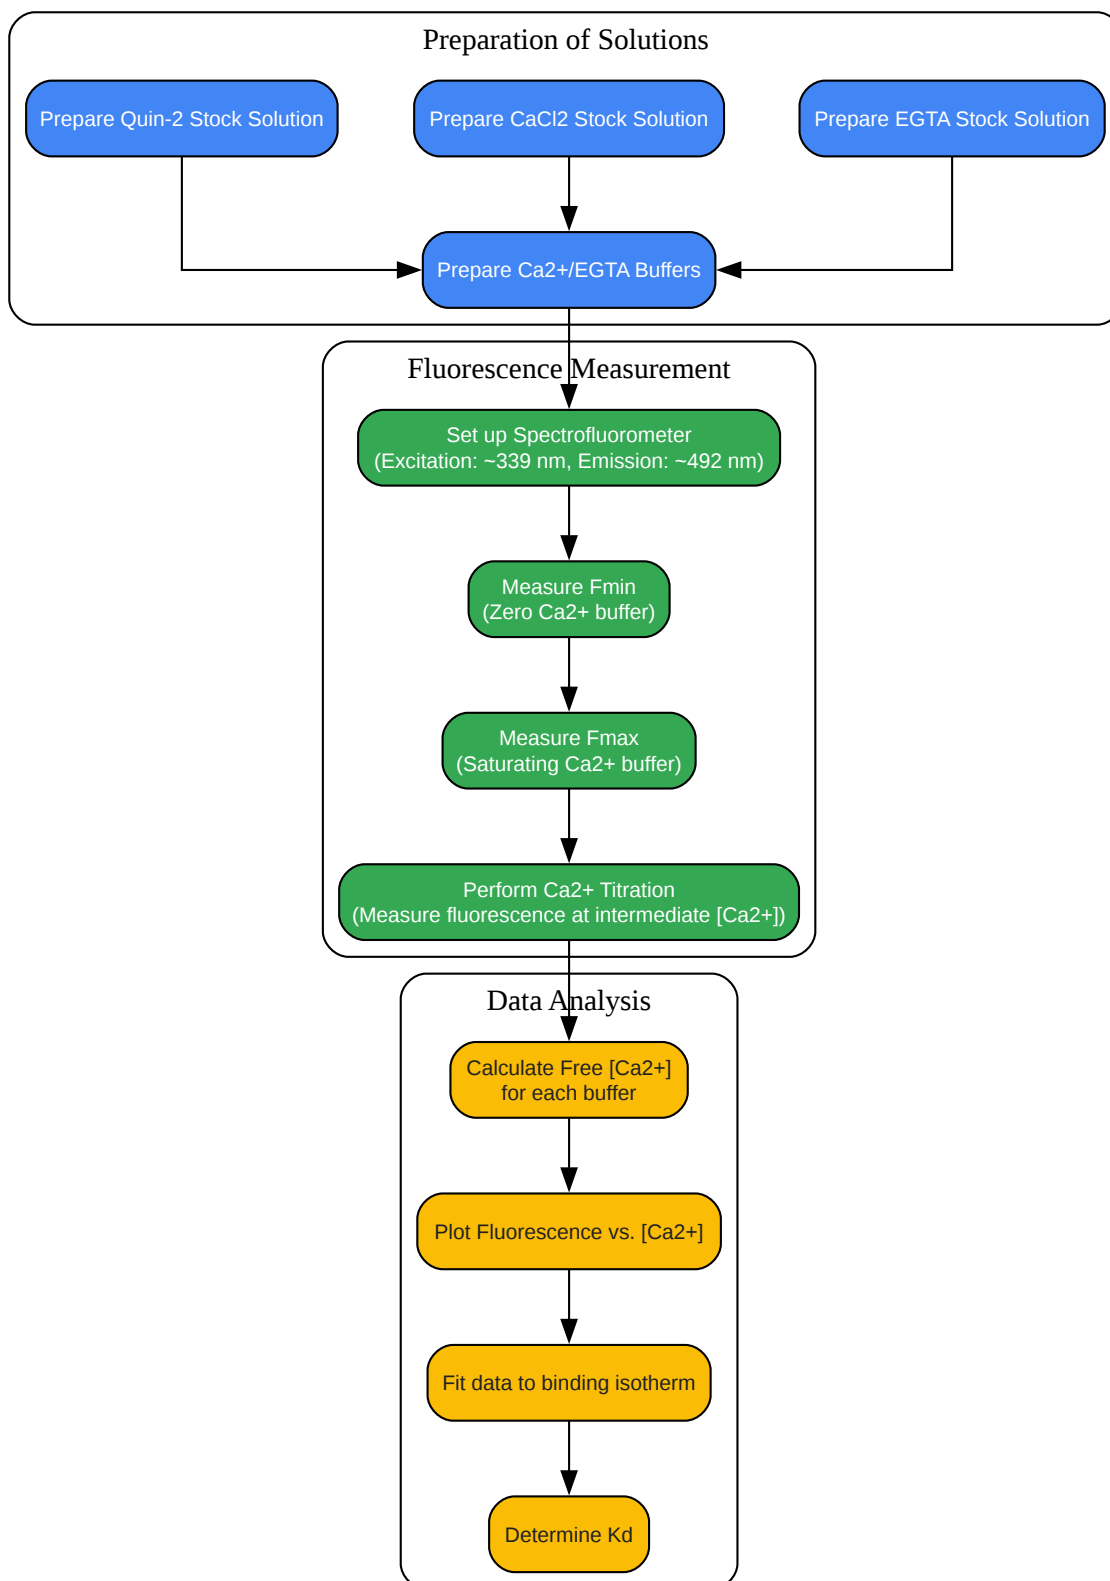 Preparation of Solutions
Prepare Quin-2 Stock Solution
Prepare CaCl2 Stock Solution
Prepare EGTA Stock Solution
Prepare Ca2+/EGTA Buffers
Fluorescence Measurement
Set up Spectrofluorometer
(Excitation: ~339 nm, Emission: ~492 nm)
Measure Fmin
(Zero Ca2+ buffer)
Measure Fmax
(Saturating Ca2+ buffer)
Perform Ca2+ Titration
(Measure fluorescence at intermediate [Ca2+])
Data Analysis
Calculate Free [Ca2+]
for each buffer
Plot Fluorescence vs. [Ca2+]
Fit data to binding isotherm
Determine Kd